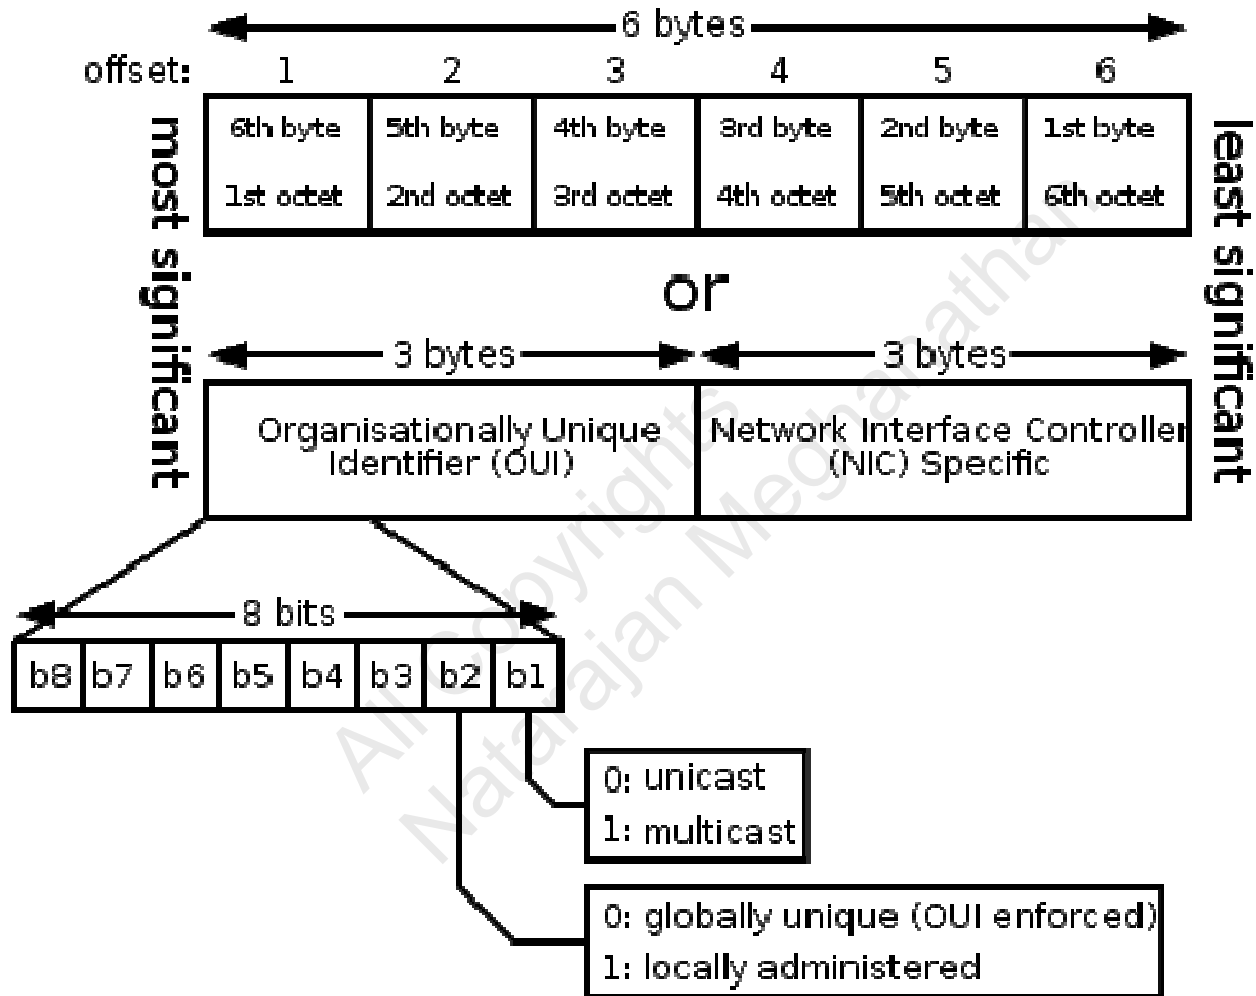 6 bytes
offset: 1 2 3 4 5 6
most significant
6th byte 5th byte 4th byte 3rd byte 2nd byte 1st byte
1st octet 2nd octet 3rd octet 4th octet 5th octet 6th octet
least significant
or
3 bytes 3 bytes
Organisationally Unique
Identifier (OUI)
Network Interface Controller
(NIC) Specific
8 bits
b8 b7 b6 b5 b4 b3 b2 b1
0: unicast
1: multicast
0: globally unique (OUI enforced)
1: locally administered
All Copyrights
Natarajan Meghanathan